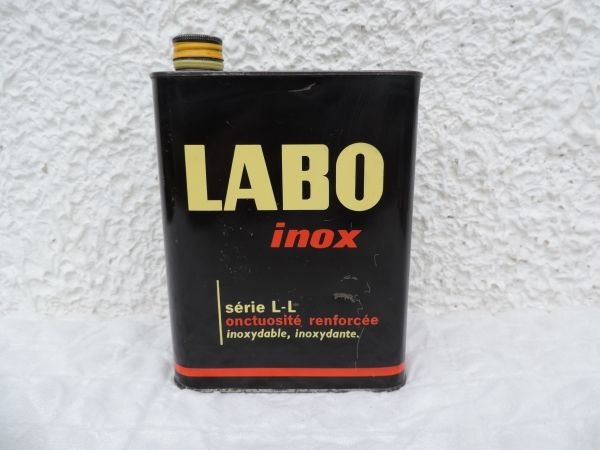 LABO
inox
série L-L
onctuosité renforcée
inoxydable, inoxydante.